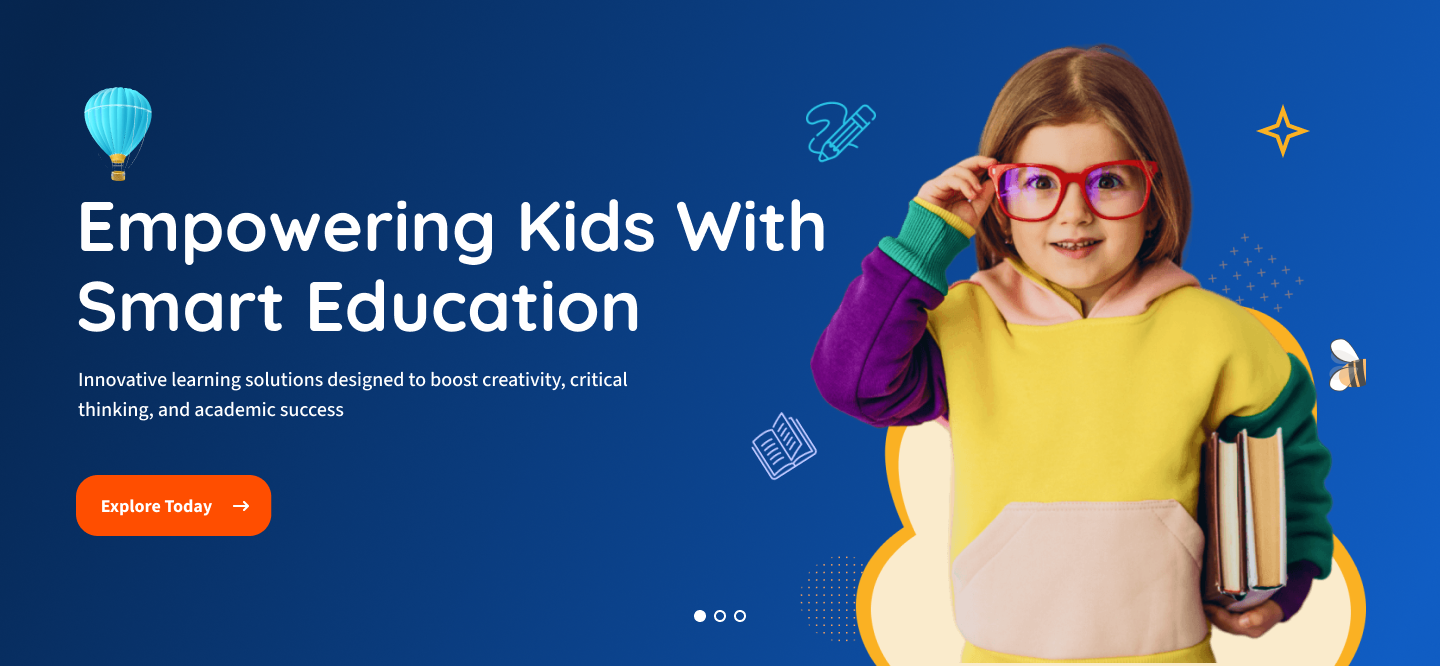 Empowering Kids With
Smart Education
Innovative learning solutions designed to boost creativity, critical
thinking, and academic success
Explore Today